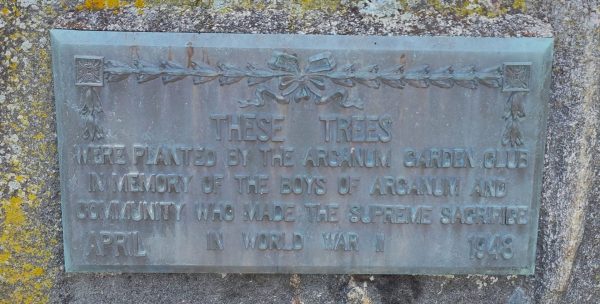 THESE TREES
WERE PLANTED BY THE ARCANUM GARDEN CLUB
IN MEMORY OF THE BOYS OF ARCANUM AND
COMMUNITY WHO MADE THE SUPREME SACRIFICE
APRIL IN WORLD WAR II 1948